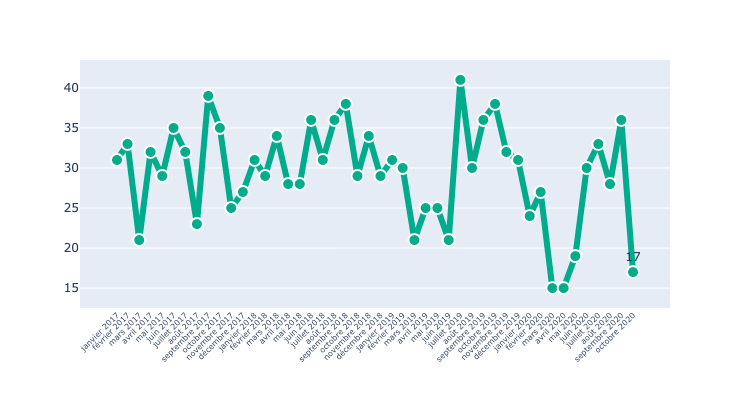 40
35
30
25
20
15
17
janvier 2017
février 2017
mars 2017
avril 2017
mai 2017
juin 2017
juillet 2017
août 2017
septembre 2017
octobre 2017
novembre 2017
décembre 2017
janvier 2018
février 2018
mars 2018
avril 2018
mai 2018
juin 2018
juillet 2018
août 2018
septembre 2018
octobre 2018
novembre 2018
décembre 2018
janvier 2019
février 2019
mars 2019
avril 2019
mai 2019
juin 2019
juillet 2019
août 2019
septembre 2019
octobre 2019
novembre 2019
décembre 2019
janvier 2020
février 2020
mars 2020
avril 2020
mai 2020
juin 2020
juillet 2020
août 2020
septembre 2020
octobre 2020